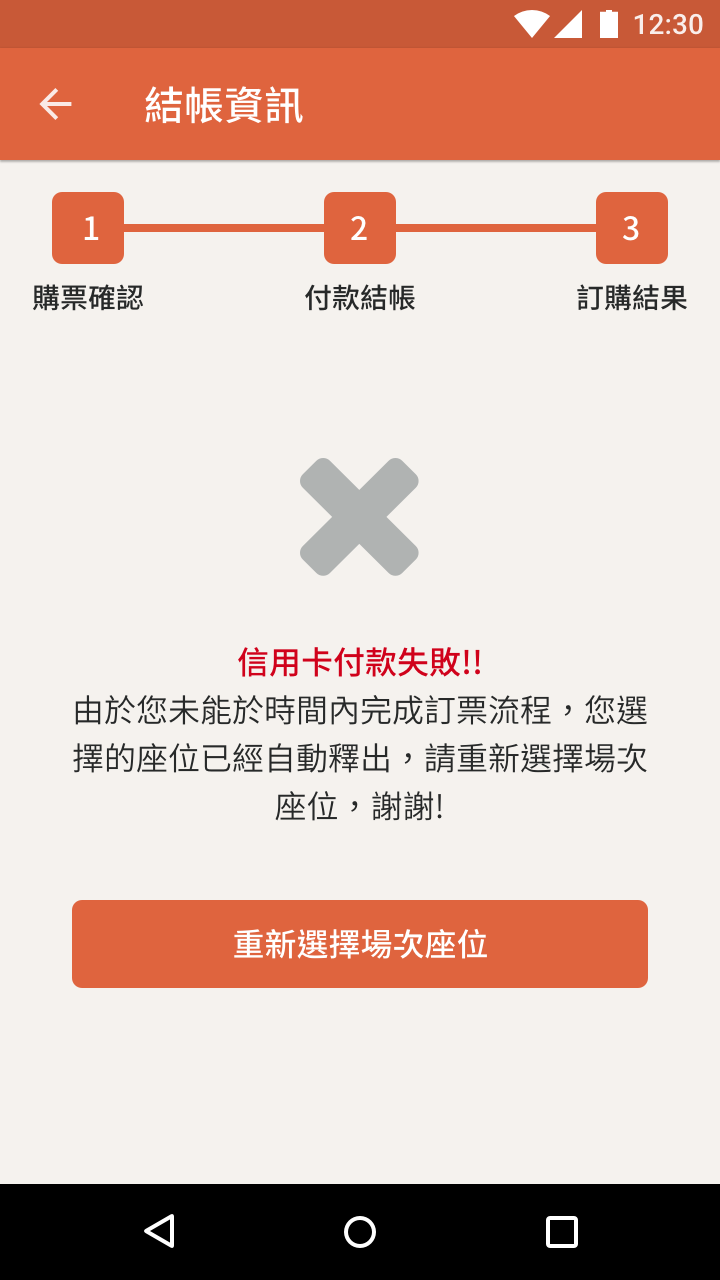 12:30
結帳資訊
1 2 3
購票確認 付款結帳 訂購結果
信用卡付款失敗!!
由於您未能於時間內完成訂票流程，您選
擇的座位已經自動釋出，請重新選擇場次
座位，謝謝!
重新選擇場次座位